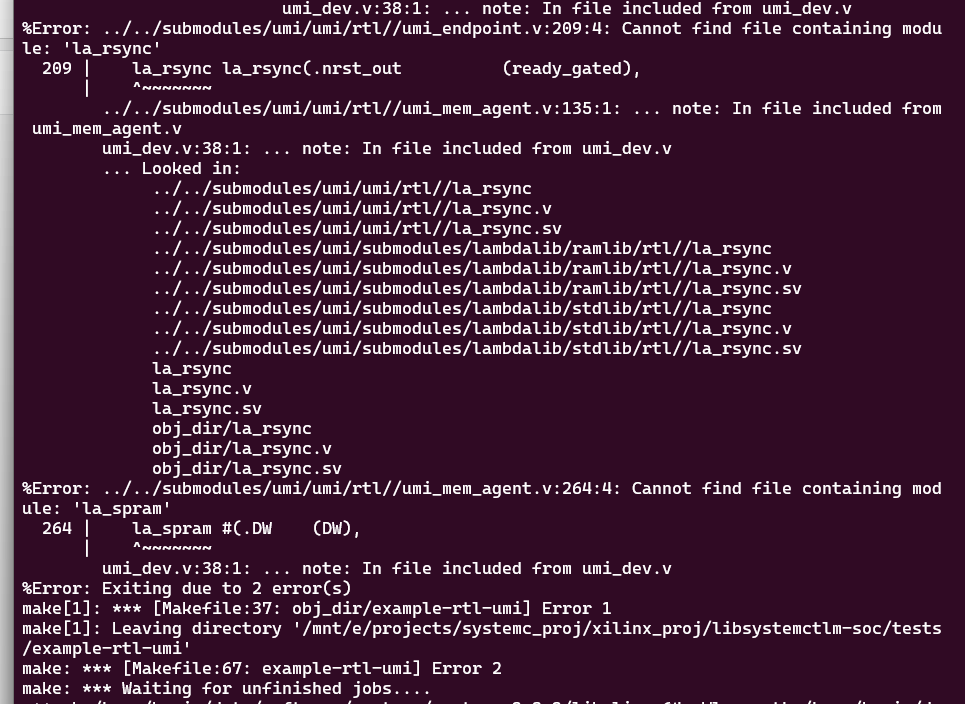 umi_dev.v:38:1: ... note: In file included from umi_dev.v
%Error: ../../submodules/umi/umi/rtl//umi_endpoint.v:209:4: Cannot find file containing modu
le: 'la_rsync'
209 | la_rsync la_rsync(.nrst_out (ready_gated),
| ^~~~~~~~
../../submodules/umi/umi/rtl//umi_mem_agent.v:135:1: ... note: In file included from
umi_mem_agent.v
umi_dev.v:38:1: ... note: In file included from umi_dev.v
... Looked in:
../../submodules/umi/umi/rtl//la_rsync
../../submodules/umi/umi/rtl//la_rsync.v
../../submodules/umi/umi/rtl//la_rsync.sv
../../submodules/umi/submodules/lambdalib/ramlib/rtl//la_rsync
../../submodules/umi/submodules/lambdalib/ramlib/rtl//la_rsync.v
../../submodules/umi/submodules/lambdalib/ramlib/rtl//la_rsync.sv
../../submodules/umi/submodules/lambdalib/stdlib/rtl//la_rsync
../../submodules/umi/submodules/lambdalib/stdlib/rtl//la_rsync.v
../../submodules/umi/submodules/lambdalib/stdlib/rtl//la_rsync.sv
la_rsync
la_rsync.v
la_rsync.sv
obj_dir/la_rsync
obj_dir/la_rsync.v
obj_dir/la_rsync.sv
%Error: ../../submodules/umi/umi/rtl//umi_mem_agent.v:264:4: Cannot find file containing mod
ule: 'la_spram'
264 | la_spram #(.DW (DW),
| ^~~~~~~~
umi_dev.v:38:1: ... note: In file included from umi_dev.v
%Error: Exiting due to 2 error(s)
make[1]: *** [Makefile:37: obj_dir/example-rtl-umi] Error 1
make[1]: Leaving directory '/mnt/e/projects/systemc_proj/xilinx_proj/libsystemctlm-soc/tests
/example-rtl-umi'
make: *** [Makefile:67: example-rtl-umi] Error 2
make: *** Waiting for unfinished jobs....